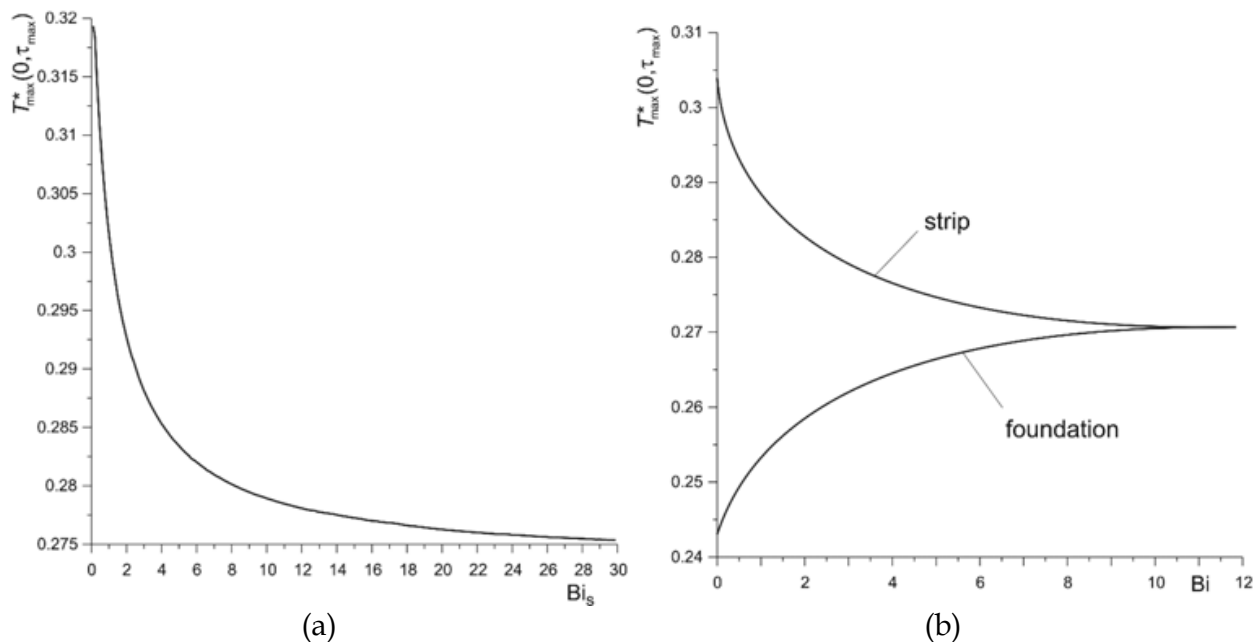 T*max(0,τmax)
0.32
0.315
0.31
0.305
0.3
0.295
0.29
0.285
0.28
0.275
0 2 4 6 8 10 12 14 16 18 20 22 24 26 28 30
Bis
(a)
T*max(0,τmax)
0.31
0.3
0.29
0.28
0.27
0.26
0.25
0.24
strip
foundation
0 2 4 6 8 10 Bi 12
(b)